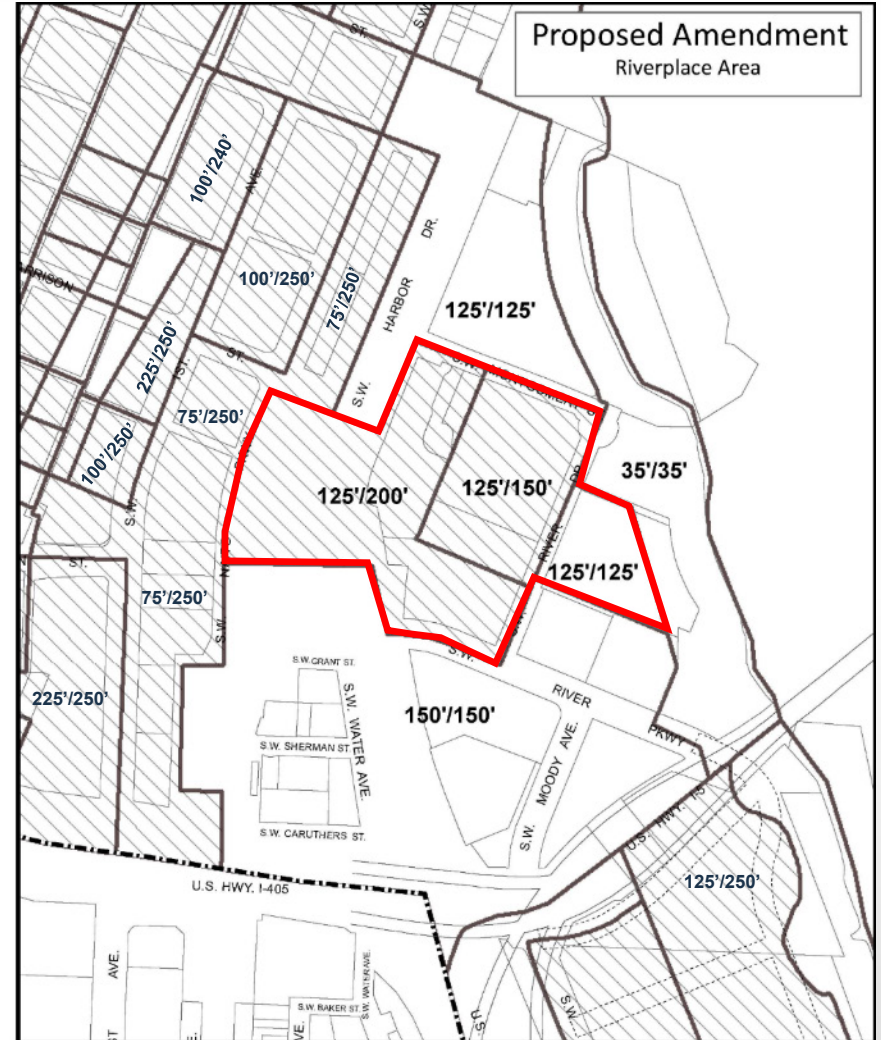 Proposed Amendment
Riverplace Area
ST.
S.W.
100'/240'
AVE.
100'/250'
75'/250'
HARBOR
DR.
S.W.
125'/125'
225'/250'
ST.
75'/250'
100'/250'
S.W.
S.W. MONTGOMERY
125'/200'
125'/150'
DR.
RIVER
35'/35'
125'/125'
ST.
75'/250'
S.W.
S.W.
S.W.
225'/250'
S.W. GRANT ST.
S.W. WATER AVE.
S.W. SHERMAN ST.
S.W. CARUTHERS ST.
150'/150'
RIVER
PKWY
S.W. MOODY AVE.
U.S. HWY. I-5
125'/250'
U.S. HWY. I-405
AVE.
S.W. BAKER ST.
S.W. WATER AVE.
U.S.
S.W.